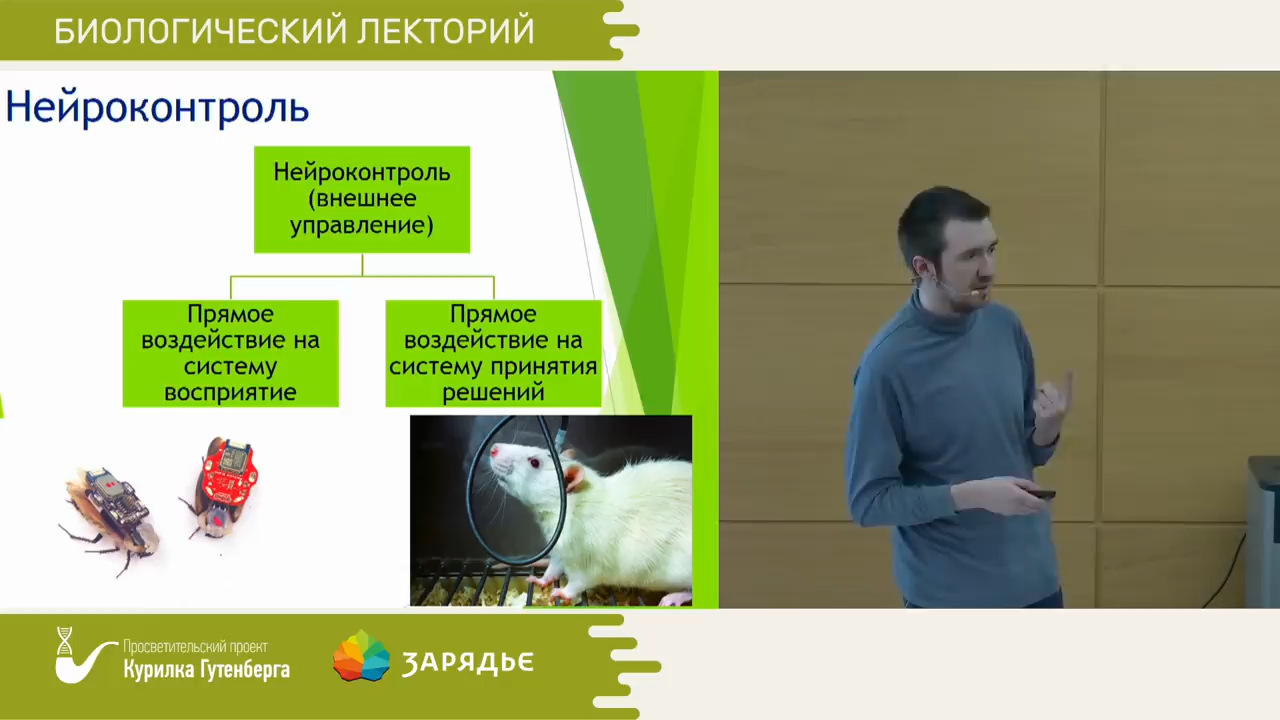 БИОЛОГИЧЕСКИЙ ЛЕКТОРИЙ
Нейроконтроль
Нейроконтроль
(внешнее
управление)
Прямое
воздействие на
систему
восприятие
Прямое
воздействие на
систему принятия
решений
Просветительский проект
Курилка Гутенберга
ЗАРЯДЬЕ